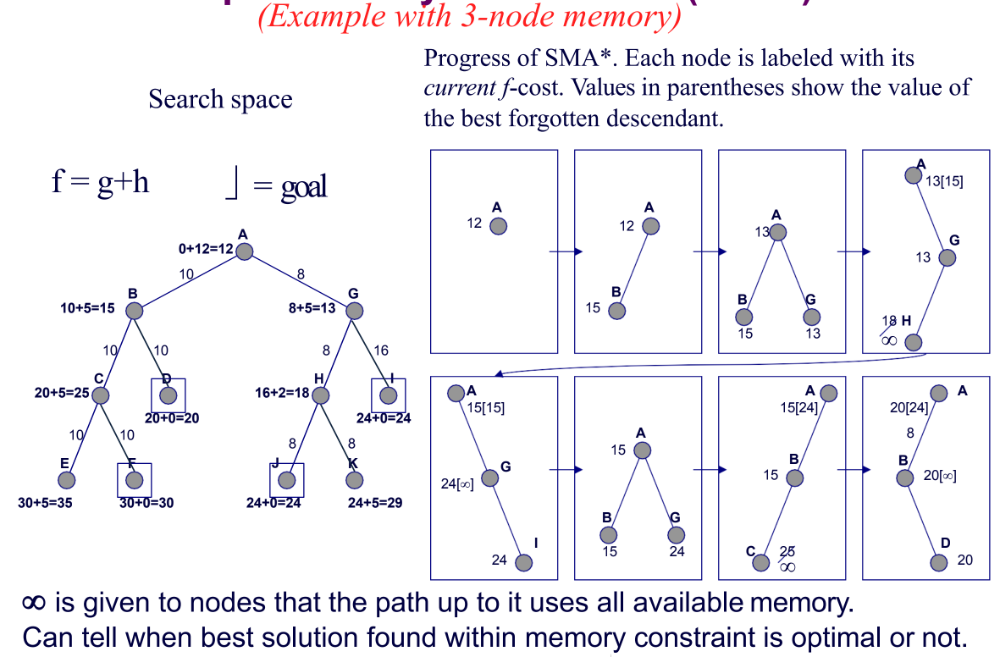 (Example with 3-node memory)
Progress of SMA*. Each node is labeled with its
current f-cost. Values in parentheses show the value of
the best forgotten descendant.
Search space
f = g+h
= goal
A
0+12=12
10
8
B
10+5=15
G
8+5=13
10
10
8
16
C
20+5=25
D
20+0=20
H
16+2=18
I
24+0=24
10
10
8
8
E
30+5=35
F
30+0=30
J
24+0=24
K
24+5=29
A
12
A
12
B
15
A
13
B
15
G
13
A
13[15]
G
13
18 H
∞
A
15[15]
G
24[∞]
I
24
A
15
B
15
G
24
A
15[24]
B
15
C
25
∞
A
20[24]
8
B
20[∞]
D
20
∞ is given to nodes that the path up to it uses all available memory.
Can tell when best solution found within memory constraint is optimal or not.